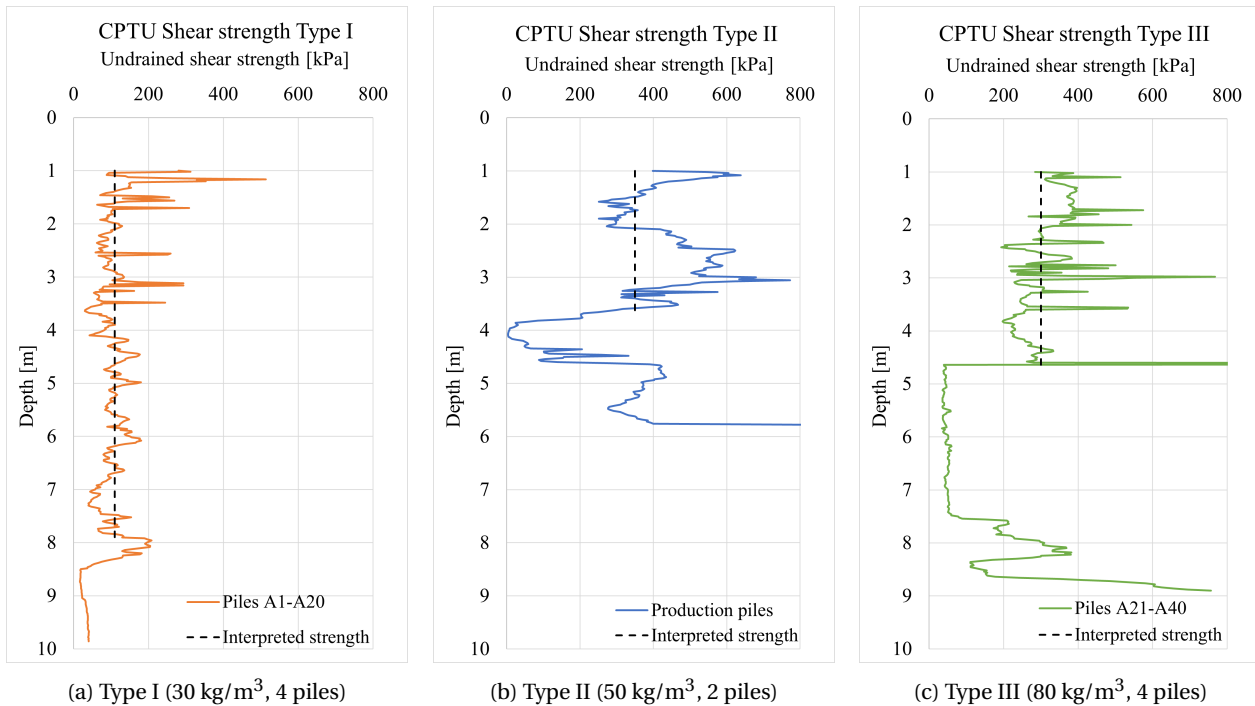 CPTU Shear strength Type I
Undrained shear strength [kPa]
0 200 400 600 800
0
1
2
3
4
5
6
7
8
9
10
Depth [m]
Piles A1-A20
Interpreted strength
(a) Type I (30 kg/m³, 4 piles)
CPTU Shear strength Type II
Undrained shear strength [kPa]
0 200 400 600 800
0
1
2
3
4
5
6
7
8
9
10
Depth [m]
Production piles
Interpreted strength
(b) Type II (50 kg/m³, 2 piles)
CPTU Shear strength Type III
Undrained shear strength [kPa]
0 200 400 600 800
0
1
2
3
4
5
6
7
8
9
10
Depth [m]
Piles A21-A40
Interpreted strength
(c) Type III (80 kg/m³, 4 piles)